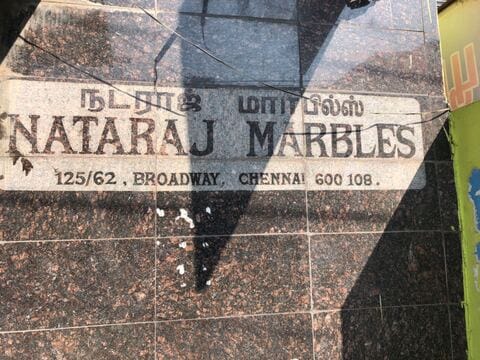 நடராஜ மார்பில்ஸ்
NATARAJ MARBLES
125/62, BROADWAY, CHENNAI 600 108.